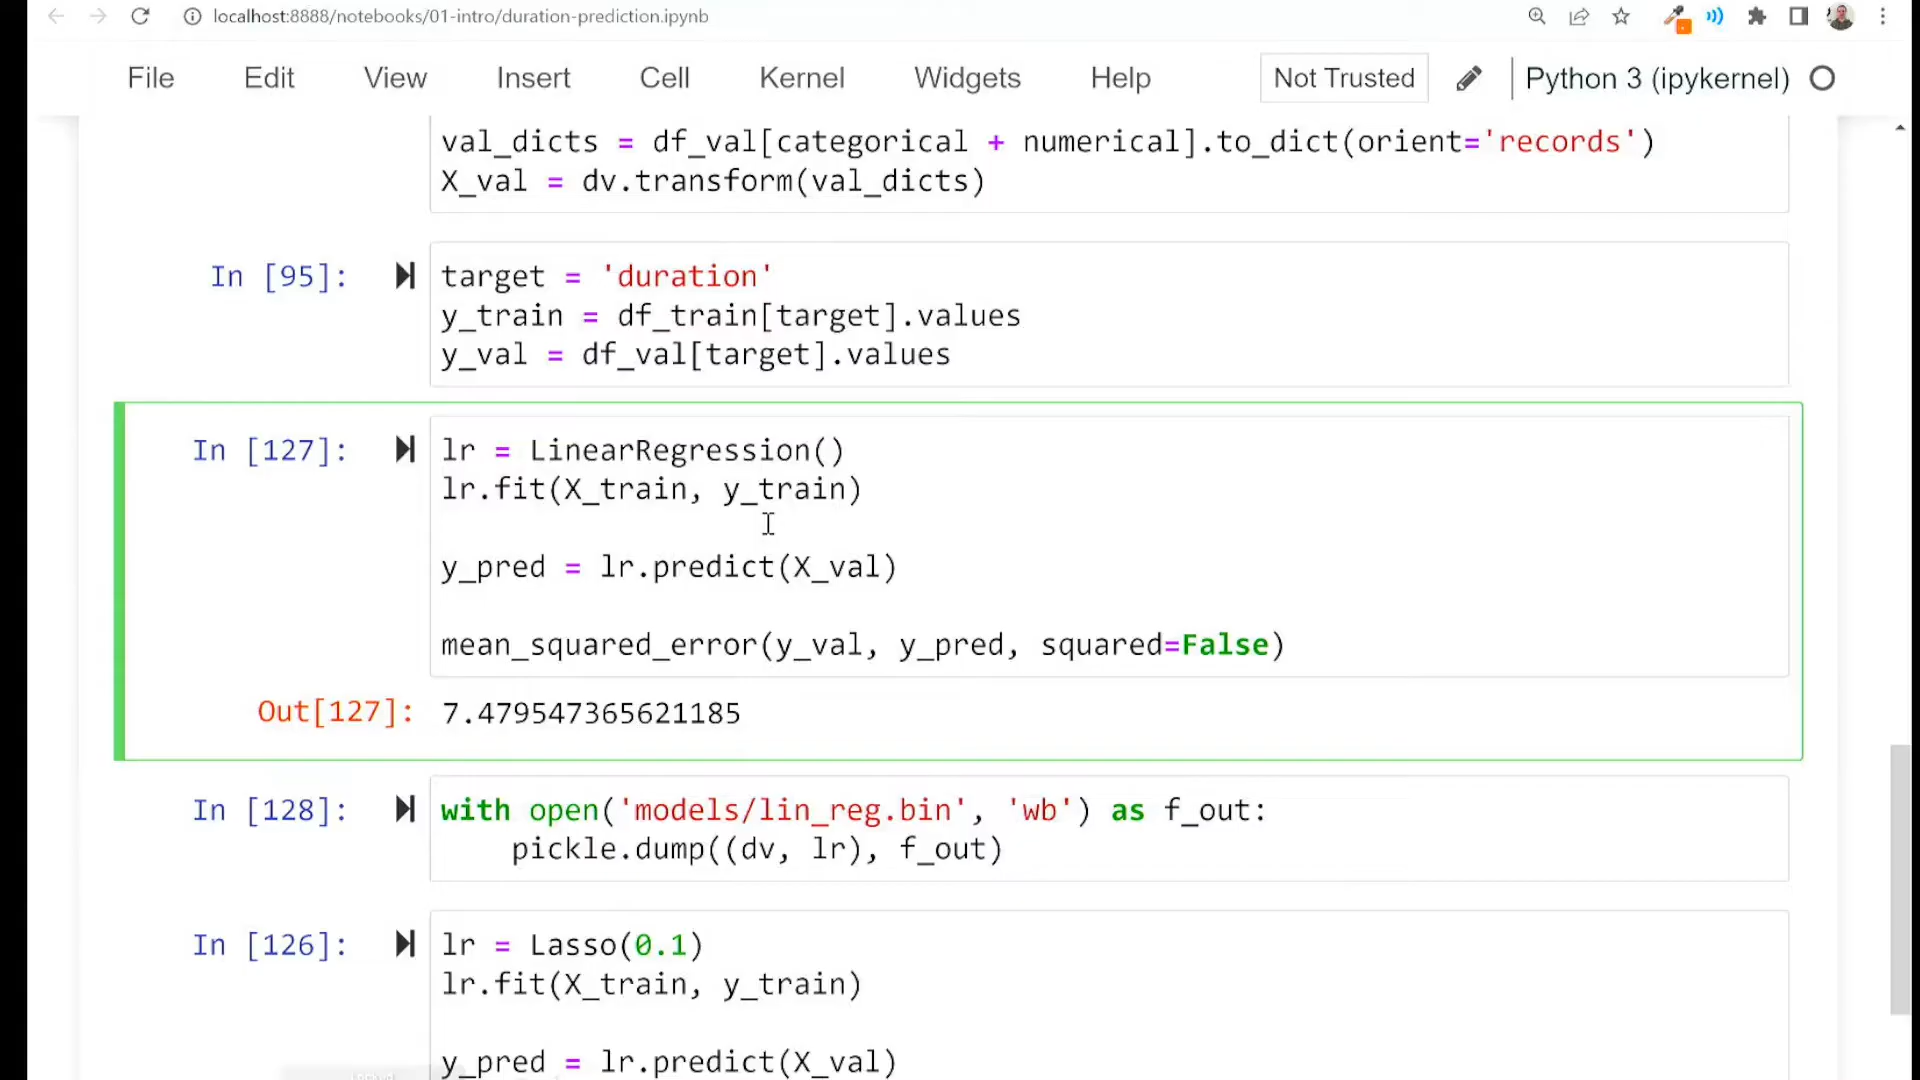 localhost:8888/notebooks/01-intro/duration-prediction.ipynb
File Edit View Insert Cell Kernel Widgets Help Not Trusted Python 3 (ipykernel)
val_dicts = df_val[categorical + numerical].to_dict(orient='records')
X_val = dv.transform(val_dicts)
In [95]: target = 'duration'
y_train = df_train[target].values
y_val = df_val[target].values
In [127]: lr = LinearRegression()
lr.fit(X_train, y_train)
y_pred = lr.predict(X_val)
mean_squared_error(y_val, y_pred, squared=False)
Out[127]: 7.479547365621185
In [128]: with open('models/lin_reg.bin', 'wb') as f_out:
pickle.dump((dv, lr), f_out)
In [126]: lr = Lasso(0.1)
lr.fit(X_train, y_train)
y_pred = lr.predict(X_val)